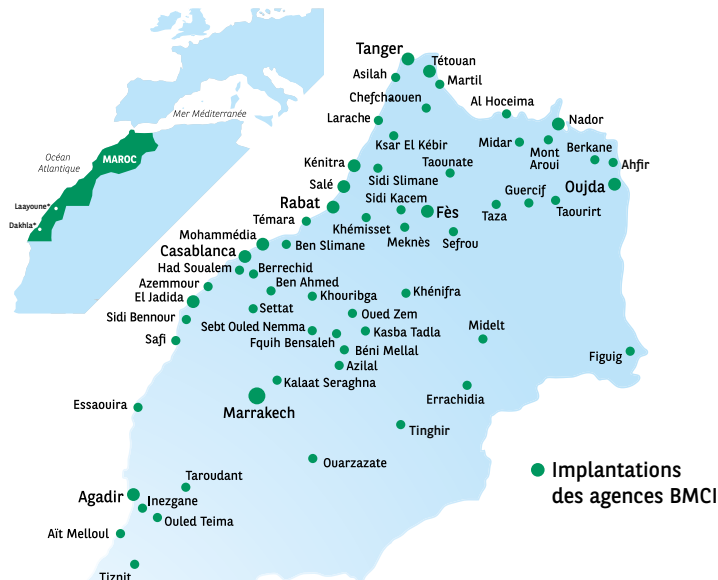 Mer Méditerranée
Océan
Atlantique
MAROC
Laayoune*
Dakhla*
Tanger
Tétouan
Asilah
Martil
Chefchaouen
Al Hoceima
Larache
Nador
Ksar El Kébir
Midar
Mont
Aroui
Berkane
Ahfir
Kénitra
Taounate
Sidi Slimane
Salé
Guercif
Oujda
Rabat
Sidi Kacem
Fès
Taza
Taourirt
Témara
Khémisset
Meknès
Sefrou
Mohammédia
Ben Slimane
Casablanca
Had Soualem
Berrechid
Azemmour
Ben Ahmed
El Jadida
Khouribga
Khénifra
Settat
Oued Zem
Sidi Bennour
Sebt Ouled Nemma
Kasba Tadla
Midelt
Safi
Fquih Bensaleh
Béni Mellal
Figuig
Azilal
Kalaat Seraghna
Essaouira
Marrakech
Errachidia
Tinghir
Ouarzazate
Implantations
des agences BMCI
Taroudant
Agadir
Inezgane
Ouled Teima
Aït Melloul
Tiznit